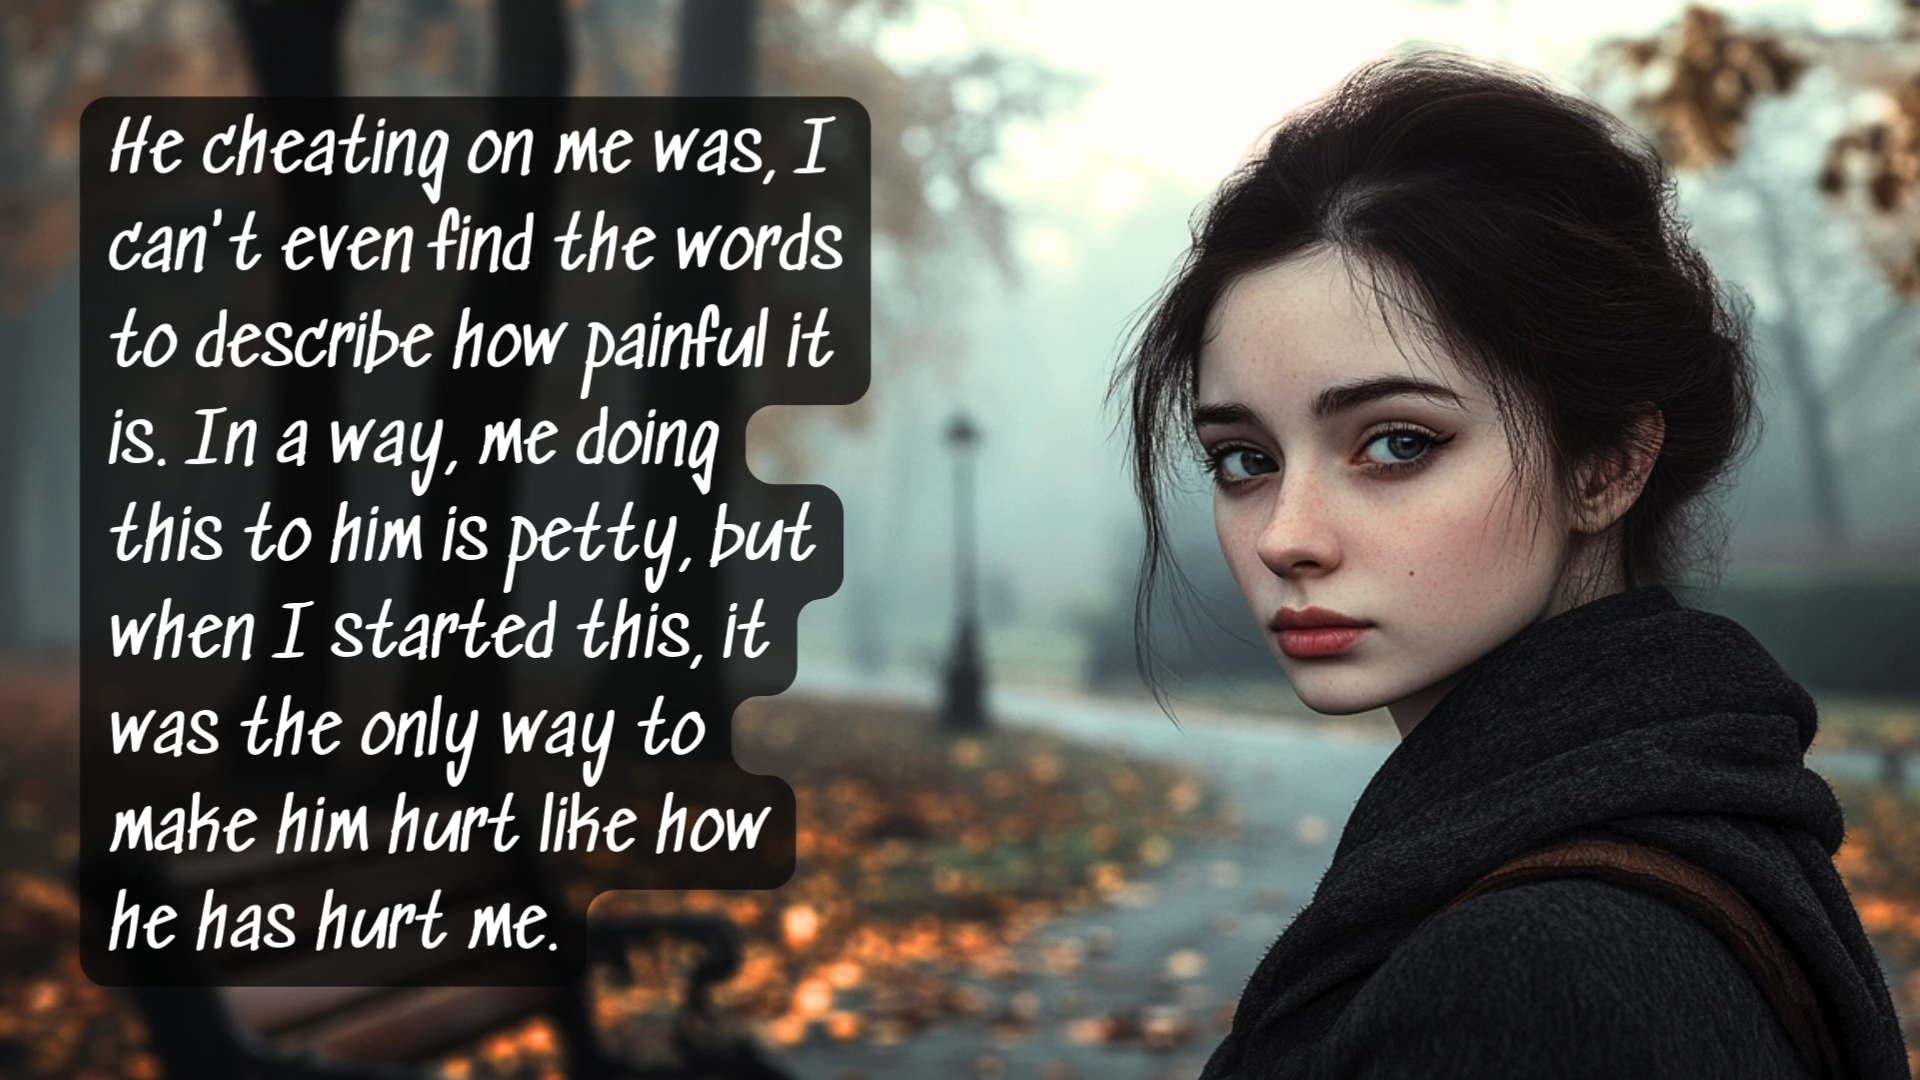 He cheating on me was, I
can't even find the words
to describe how painful it
is. In a way, me doing
this to him is petty, but
when I started this, it
was the only way to
make him hurt like how
he has hurt me.